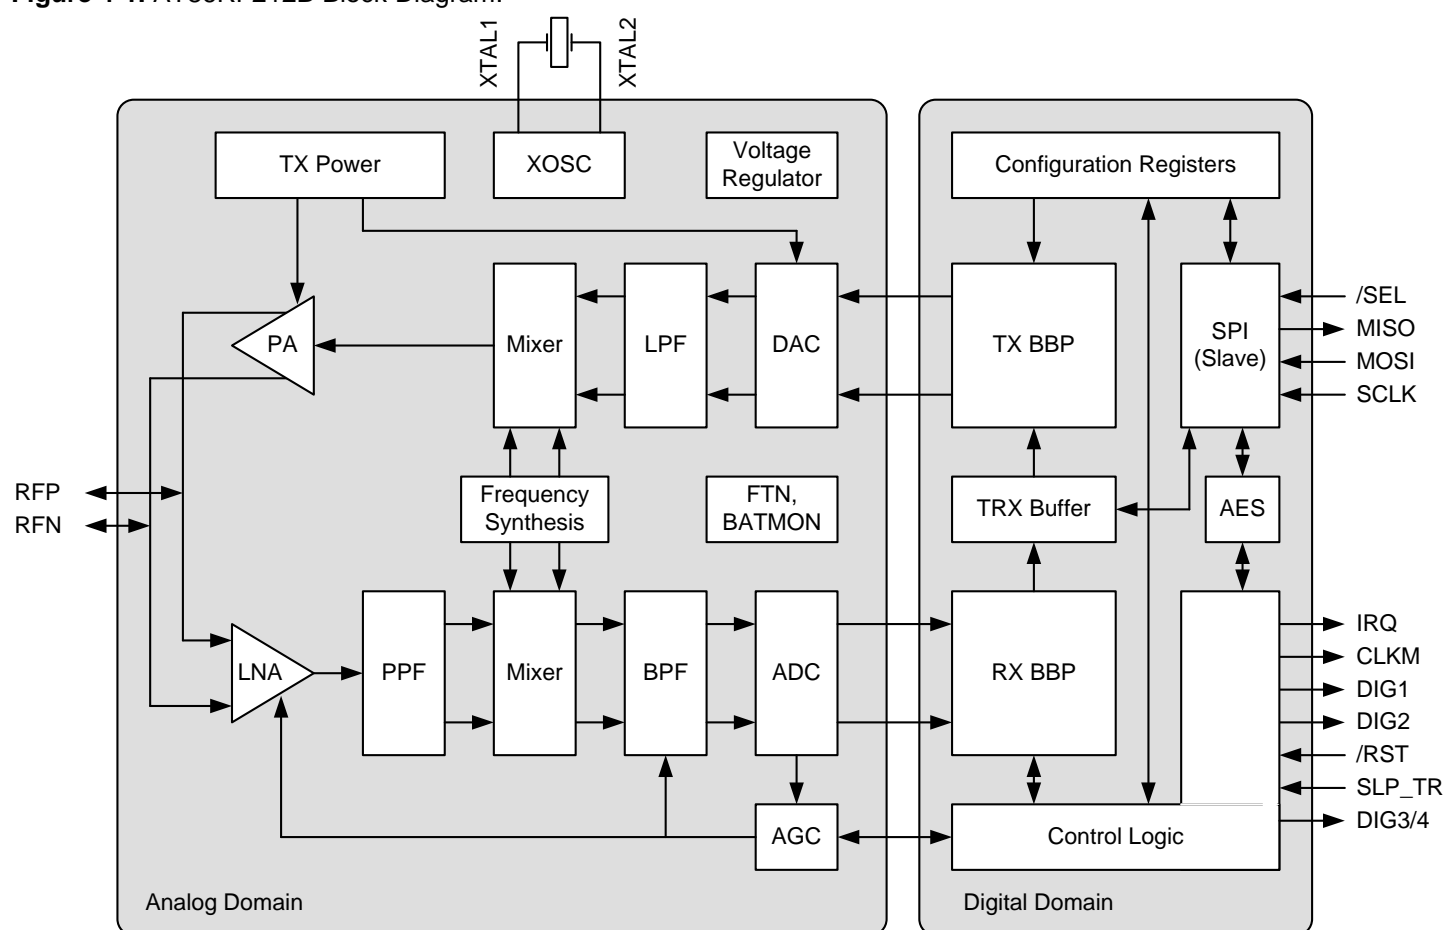 XTAL1
XTAL2
TX Power
XOSC
Voltage
Regulator
Configuration Registers
PA
Mixer
LPF
DAC
TX BBP
SPI
(Slave)
/SEL
MISO
MOSI
SCLK
RFP
RFN
Frequency
Synthesis
FTN,
BATMON
TRX Buffer
AES
LNA
PPF
Mixer
BPF
ADC
RX BBP
IRQ
CLKM
DIG1
DIG2
/RST
SLP_TR
DIG3/4
AGC
Control Logic
Analog Domain
Digital Domain